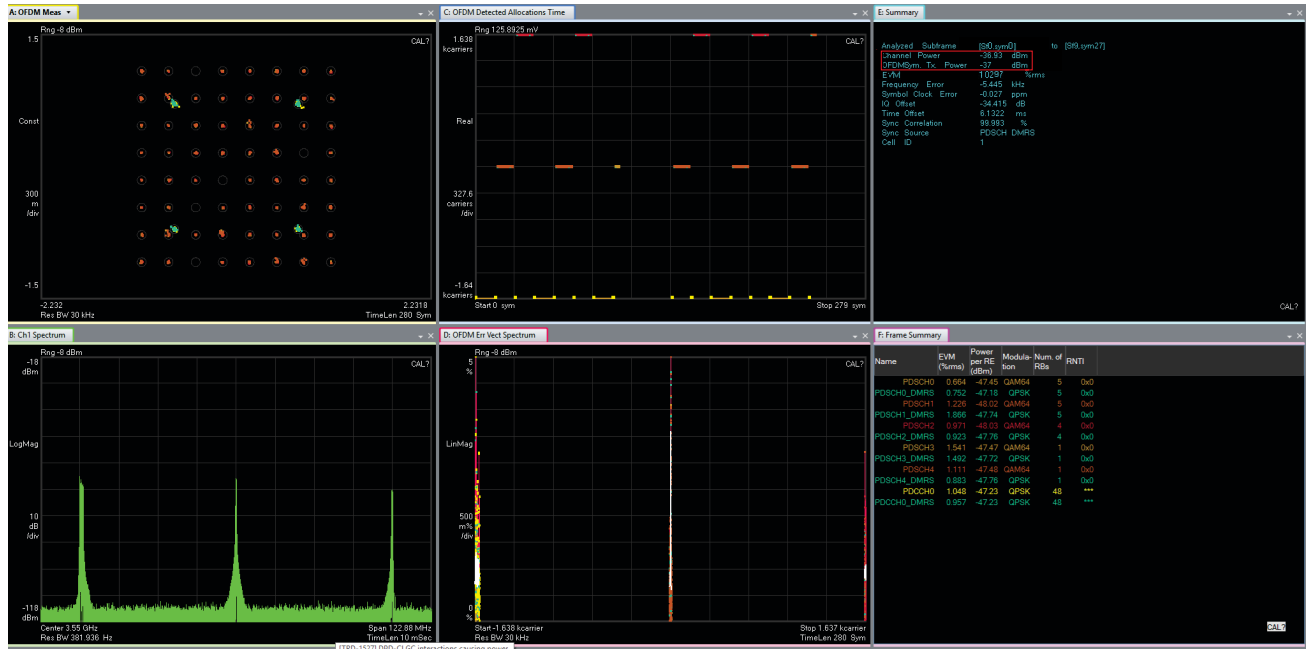 A: OFDM Meas
Rng -8 dBm
1.5
CAL?
Const
300
m
/div
-1.5
-2.232
2.2318
Res BW 30 kHz
TimeLen 280 Sym
C: OFDM Detected Allocations Time
Rng 125.8925 mV
1.638
kcarriers
CAL?
Real
327.6
carriers
/div
-1.64
kcarriers
Start 0 sym
Stop 279 sym
E: Summary
Analyzed Subframe [Sf0,sym0] to [Sf9,sym27]
Channel Power -36.93 dBm
OFDMSym. Tx. Power -37 dBm
EVM 1.0297 %rms
Frequency Error -5.445 kHz
Symbol Clock Error -0.027 ppm
IQ Offset -34.415 dB
Time Offset 6.1322 ms
Sync Correlation 99.993 %
Sync Source PDSCH DMRS
Cell ID 1
CAL?
B: Ch1 Spectrum
Rng -8 dBm
-18
dBm
CAL?
LogMag
10
dB
/div
-118
dBm
Center 3.55 GHz
Span 122.88 MHz
Res BW 381.936 Hz
TimeLen 10 mSec
D: OFDM Err Vect Spectrum
Rng -8 dBm
5
%
CAL?
LinMag
500
m%
/div
0
%
Start -1.638 kcarrier
Stop 1.637 kcarrier
Res BW 30 kHz
TimeLen 280 Sym
F: Frame Summary
Name EVM (%rms) Power per RE (dBm) Modula-tion Num. of RBs RNTI
PDSCH0 0.664 -47.45 QAM64 5 0x0
PDSCH0_DMRS 0.752 -47.18 QPSK 5 0x0
PDSCH1 1.226 -48.02 QAM64 5 0x0
PDSCH1_DMRS 1.866 -47.74 QPSK 5 0x0
PDSCH2 0.971 -48.03 QAM64 4 0x0
PDSCH2_DMRS 0.923 -47.76 QPSK 4 0x0
PDSCH3 1.541 -47.47 QAM64 1 0x0
PDSCH3_DMRS 1.492 -47.72 QPSK 1 0x0
PDSCH4 1.111 -47.48 QAM64 1 0x0
PDSCH4_DMRS 0.883 -47.76 QPSK 1 0x0
PDCCH0 1.048 -47.23 QPSK 48 ***
PDCCH0_DMRS 0.957 -47.23 QPSK 48 ***
CAL?
[TRD-1527] DPD-CLGC interactions causing power